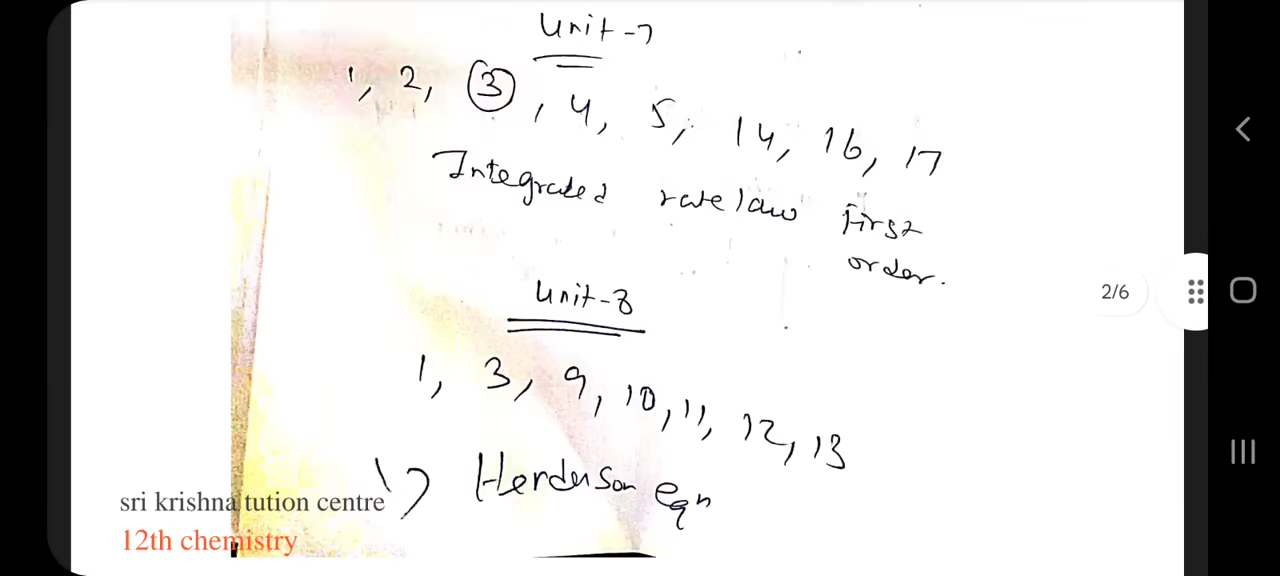 Unit-7
1, 2, 3, 4, 5, 14, 16, 17
Integrated rate law First
order.
Unit-8
1, 3, 9, 10, 11, 12, 13
1) Henderson eqn
sri krishna tution centre
12th chemistry
2/6